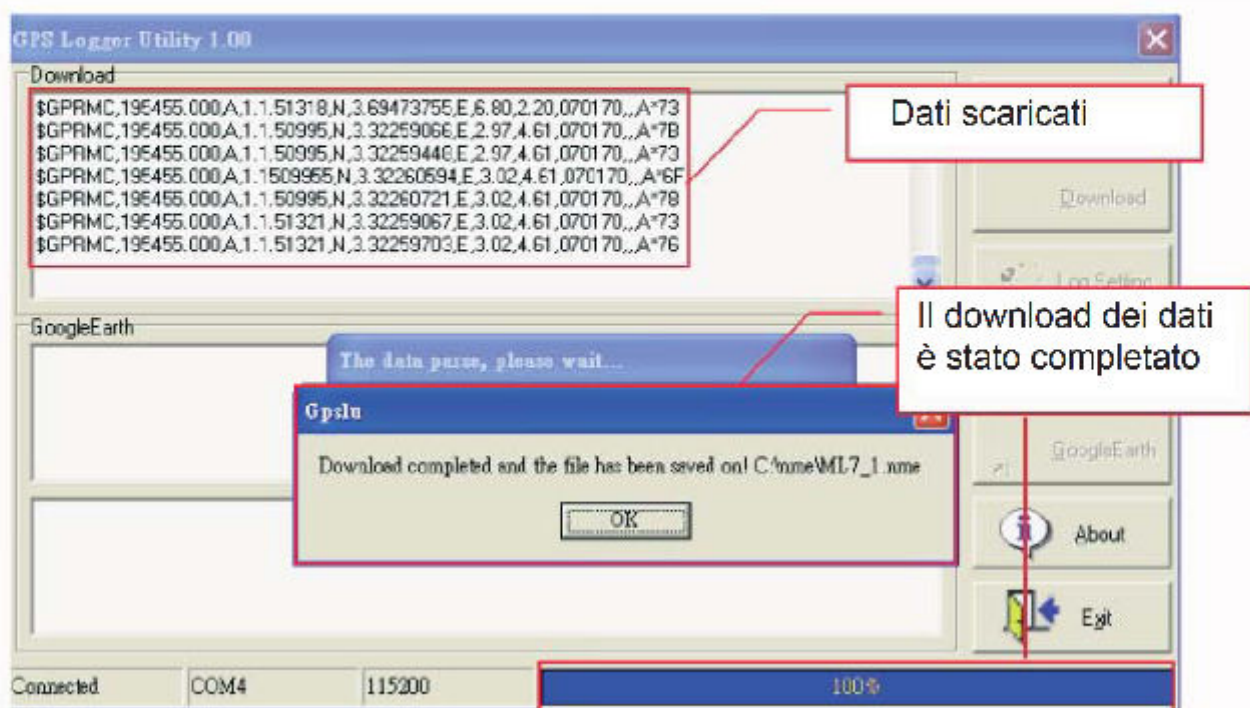 GPS Logger Utility 1.00
Download
$GPRMC,195455.000,A,1.1.51318,N,3.69473755,E,6.80,2.20,070170,,,A*73
$GPRMC,195455.000,A,1.1.50995,N,3.32259066,E,2.97,4.61,070170,,,A*7B
$GPRMC,195455.000,A,1.1.50995,N,3.32259446,E,2.97,4.61,070170,,,A*73
$GPRMC,195455.000,A,1.1509955,N,3.32260594,E,3.02,4.61,070170,,,A*6F
$GPRMC,195455.000,A,1.1.50995,N,3.32260721,E,3.02,4.61,070170,,,A*78
$GPRMC,195455.000,A,1.1.51321,N,3.32259067,E,3.02,4.61,070170,,,A*73
$GPRMC,195455.000,A,1.1.51321,N,3.32259703,E,3.02,4.61,070170,,,A*76
Dati scaricati
Download
Log Setting
Il download dei dati
è stato completato
GoogleEarth
The data parse, please wait...
Gpslu
Download completed and the file has been saved on! C:\nme\ML7_1.nme
OK
GoogleEarth
About
Exit
Connected
COM4
115200
100%